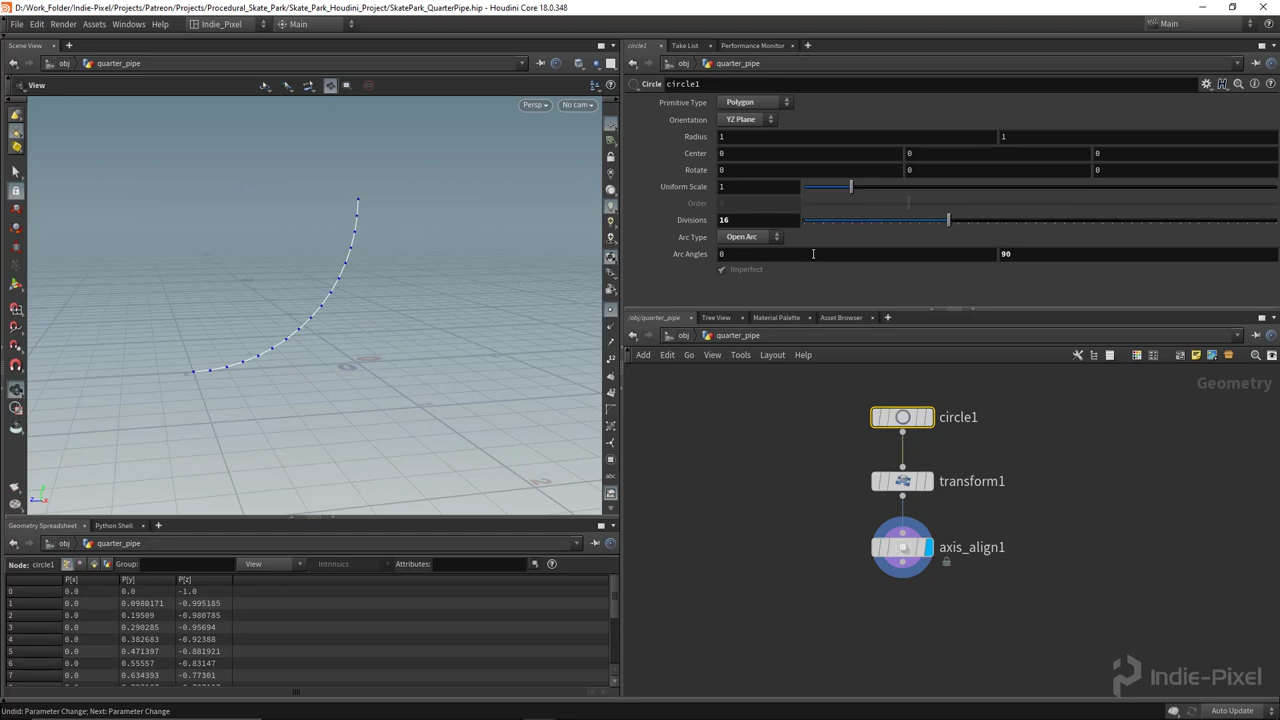 D:/Work_Folder/Indie-Pixel/Projects/Patreon/Projects/Procedural_Skate_Park/Skate_Park_Houdini_Project/SkatePark_QuarterPipe.hip - Houdini Core 18.0.348
File Edit Render Assets Windows Help Indie_Pixel Main Main
Scene View
obj quarter_pipe
View
Persp No cam
circle1 Take List Performance Monitor
obj quarter_pipe
Circle circle1
Primitive Type Polygon
Orientation YZ Plane
Radius 1 1
Center 0 0 0
Rotate 0 0 0
Uniform Scale 1
Order 4
Divisions 16
Arc Type Open Arc
Arc Angles 0 90
Imperfect
/obj/quarter_pipe Tree View Material Palette Asset Browser
obj quarter_pipe
Add Edit Go View Tools Layout Help
Geometry
circle1
transform1
axis_align1
Indie-Pixel
Geometry Spreadsheet Python Shell
obj quarter_pipe
Node: circle1 Group: View Intrinsics Attributes:
P[x] P[y] P[z]
0 0.0 0.0 -1.0
1 0.0 0.0980171 -0.995185
2 0.0 0.19509 -0.980785
3 0.0 0.290285 -0.95694
4 0.0 0.382683 -0.92388
5 0.0 0.471397 -0.881921
6 0.0 0.55557 -0.83147
7 0.0 0.634393 -0.77301
Undid: Parameter Change; Next: Parameter Change
Auto Update